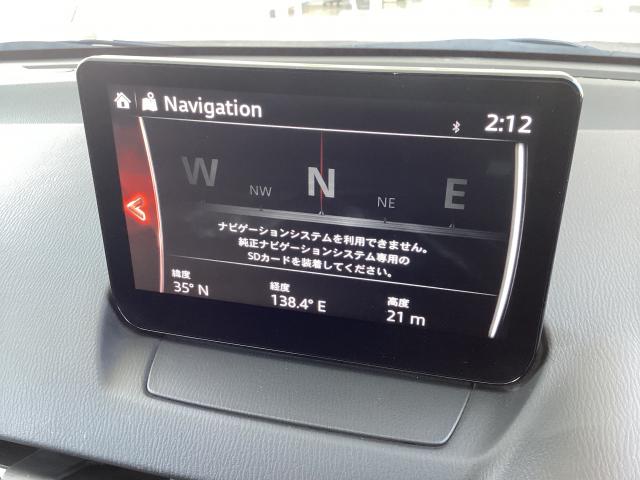 Navigation
2:12
W NW N NE E
ナビゲーションシステムを利用できません。
純正ナビゲーションシステム専用の
SDカードを装着してください。
緯度 経度 高度
35° N 138.4° E 21 m